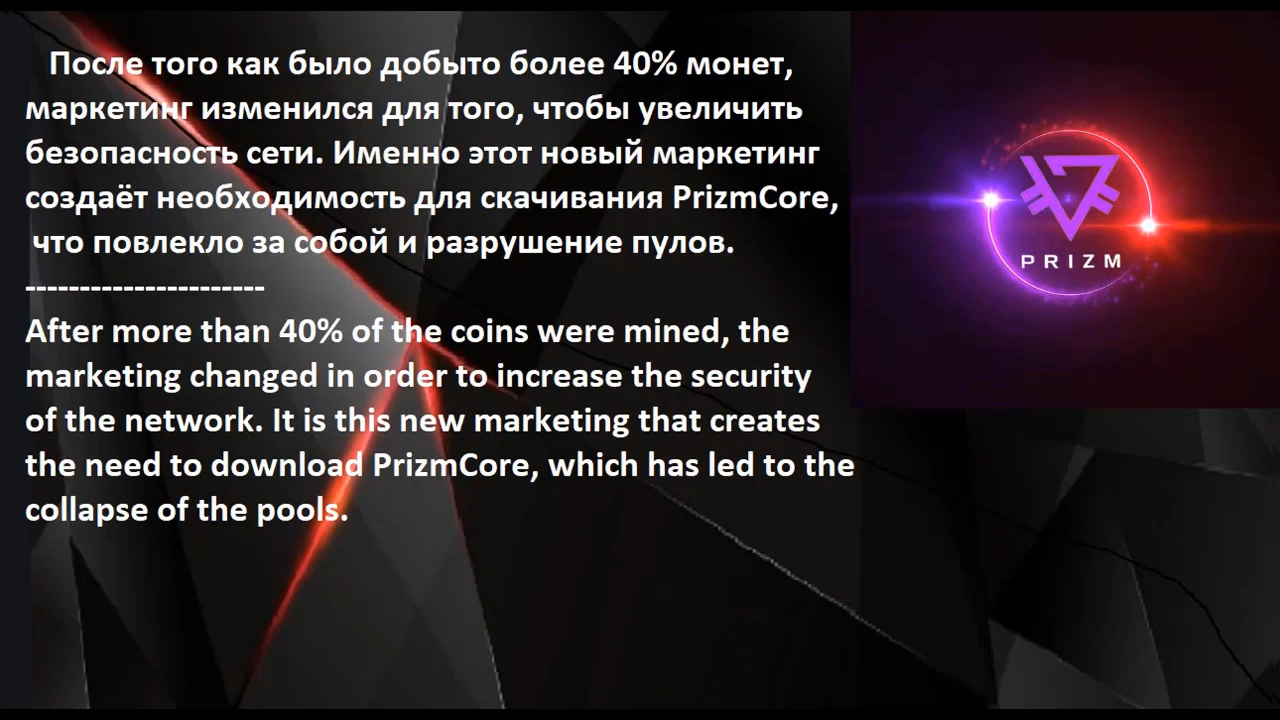 После того как было добыто более 40% монет,
маркетинг изменился для того, чтобы увеличить
безопасность сети. Именно этот новый маркетинг
создаёт необходимость для скачивания PrizmCore,
что повлекло за собой и разрушение пулов.
----------------------
After more than 40% of the coins were mined, the
marketing changed in order to increase the security
of the network. It is this new marketing that creates
the need to download PrizmCore, which has led to the
collapse of the pools.
PRIZM